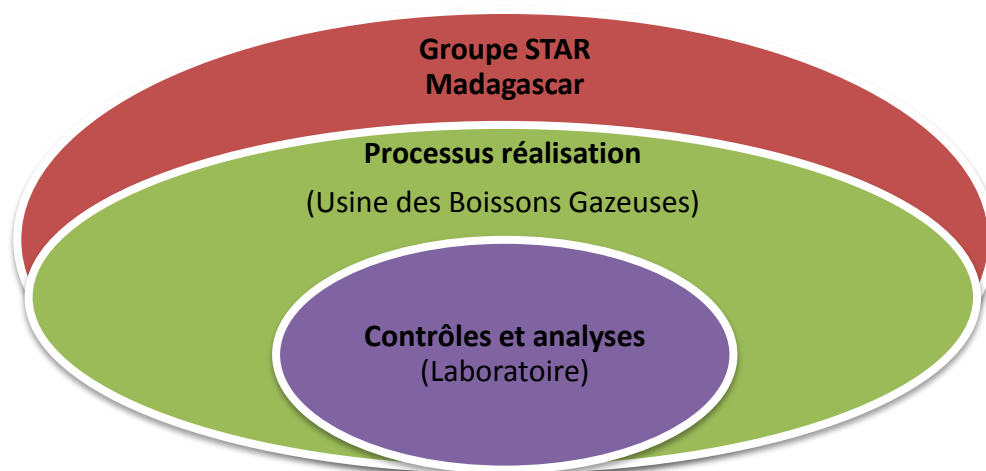 Groupe STAR
Madagascar
Processus réalisation
(Usine des Boissons Gazeuses)
Contrôles et analyses
(Laboratoire)